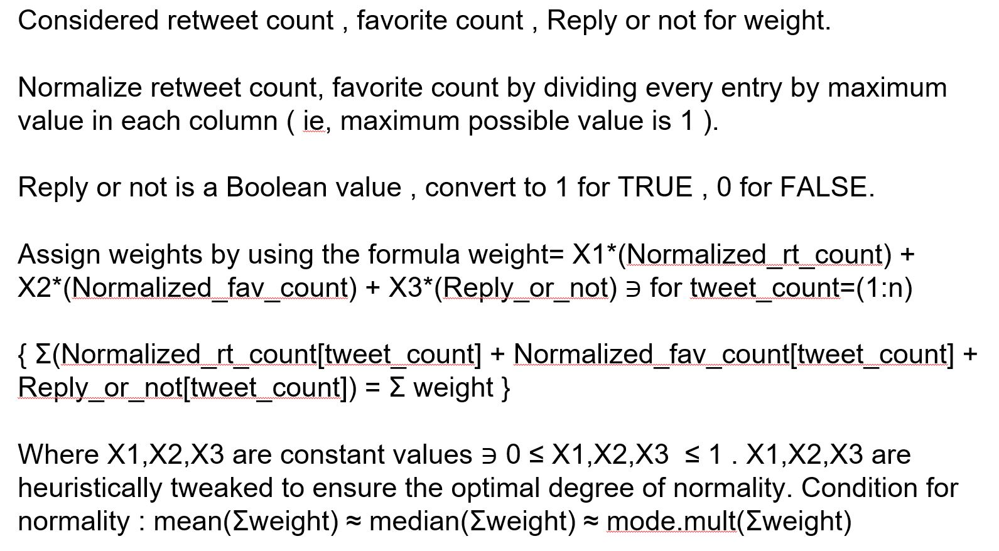 Considered retweet count , favorite count , Reply or not for weight.
Normalize retweet count, favorite count by dividing every entry by maximum
value in each column ( ie, maximum possible value is 1 ).
Reply or not is a Boolean value , convert to 1 for TRUE , 0 for FALSE.
Assign weights by using the formula weight= X1*(Normalized_rt_count) +
X2*(Normalized_fav_count) + X3*(Reply_or_not) ∋ for tweet_count=(1:n)
{ Σ(Normalized_rt_count[tweet_count] + Normalized_fav_count[tweet_count] +
Reply_or_not[tweet_count]) = Σ weight }
Where X1,X2,X3 are constant values ∋ 0 ≤ X1,X2,X3  ≤ 1 . X1,X2,X3 are
heuristically tweaked to ensure the optimal degree of normality. Condition for
normality : mean(Σweight) ≈ median(Σweight) ≈ mode.mult(Σweight)